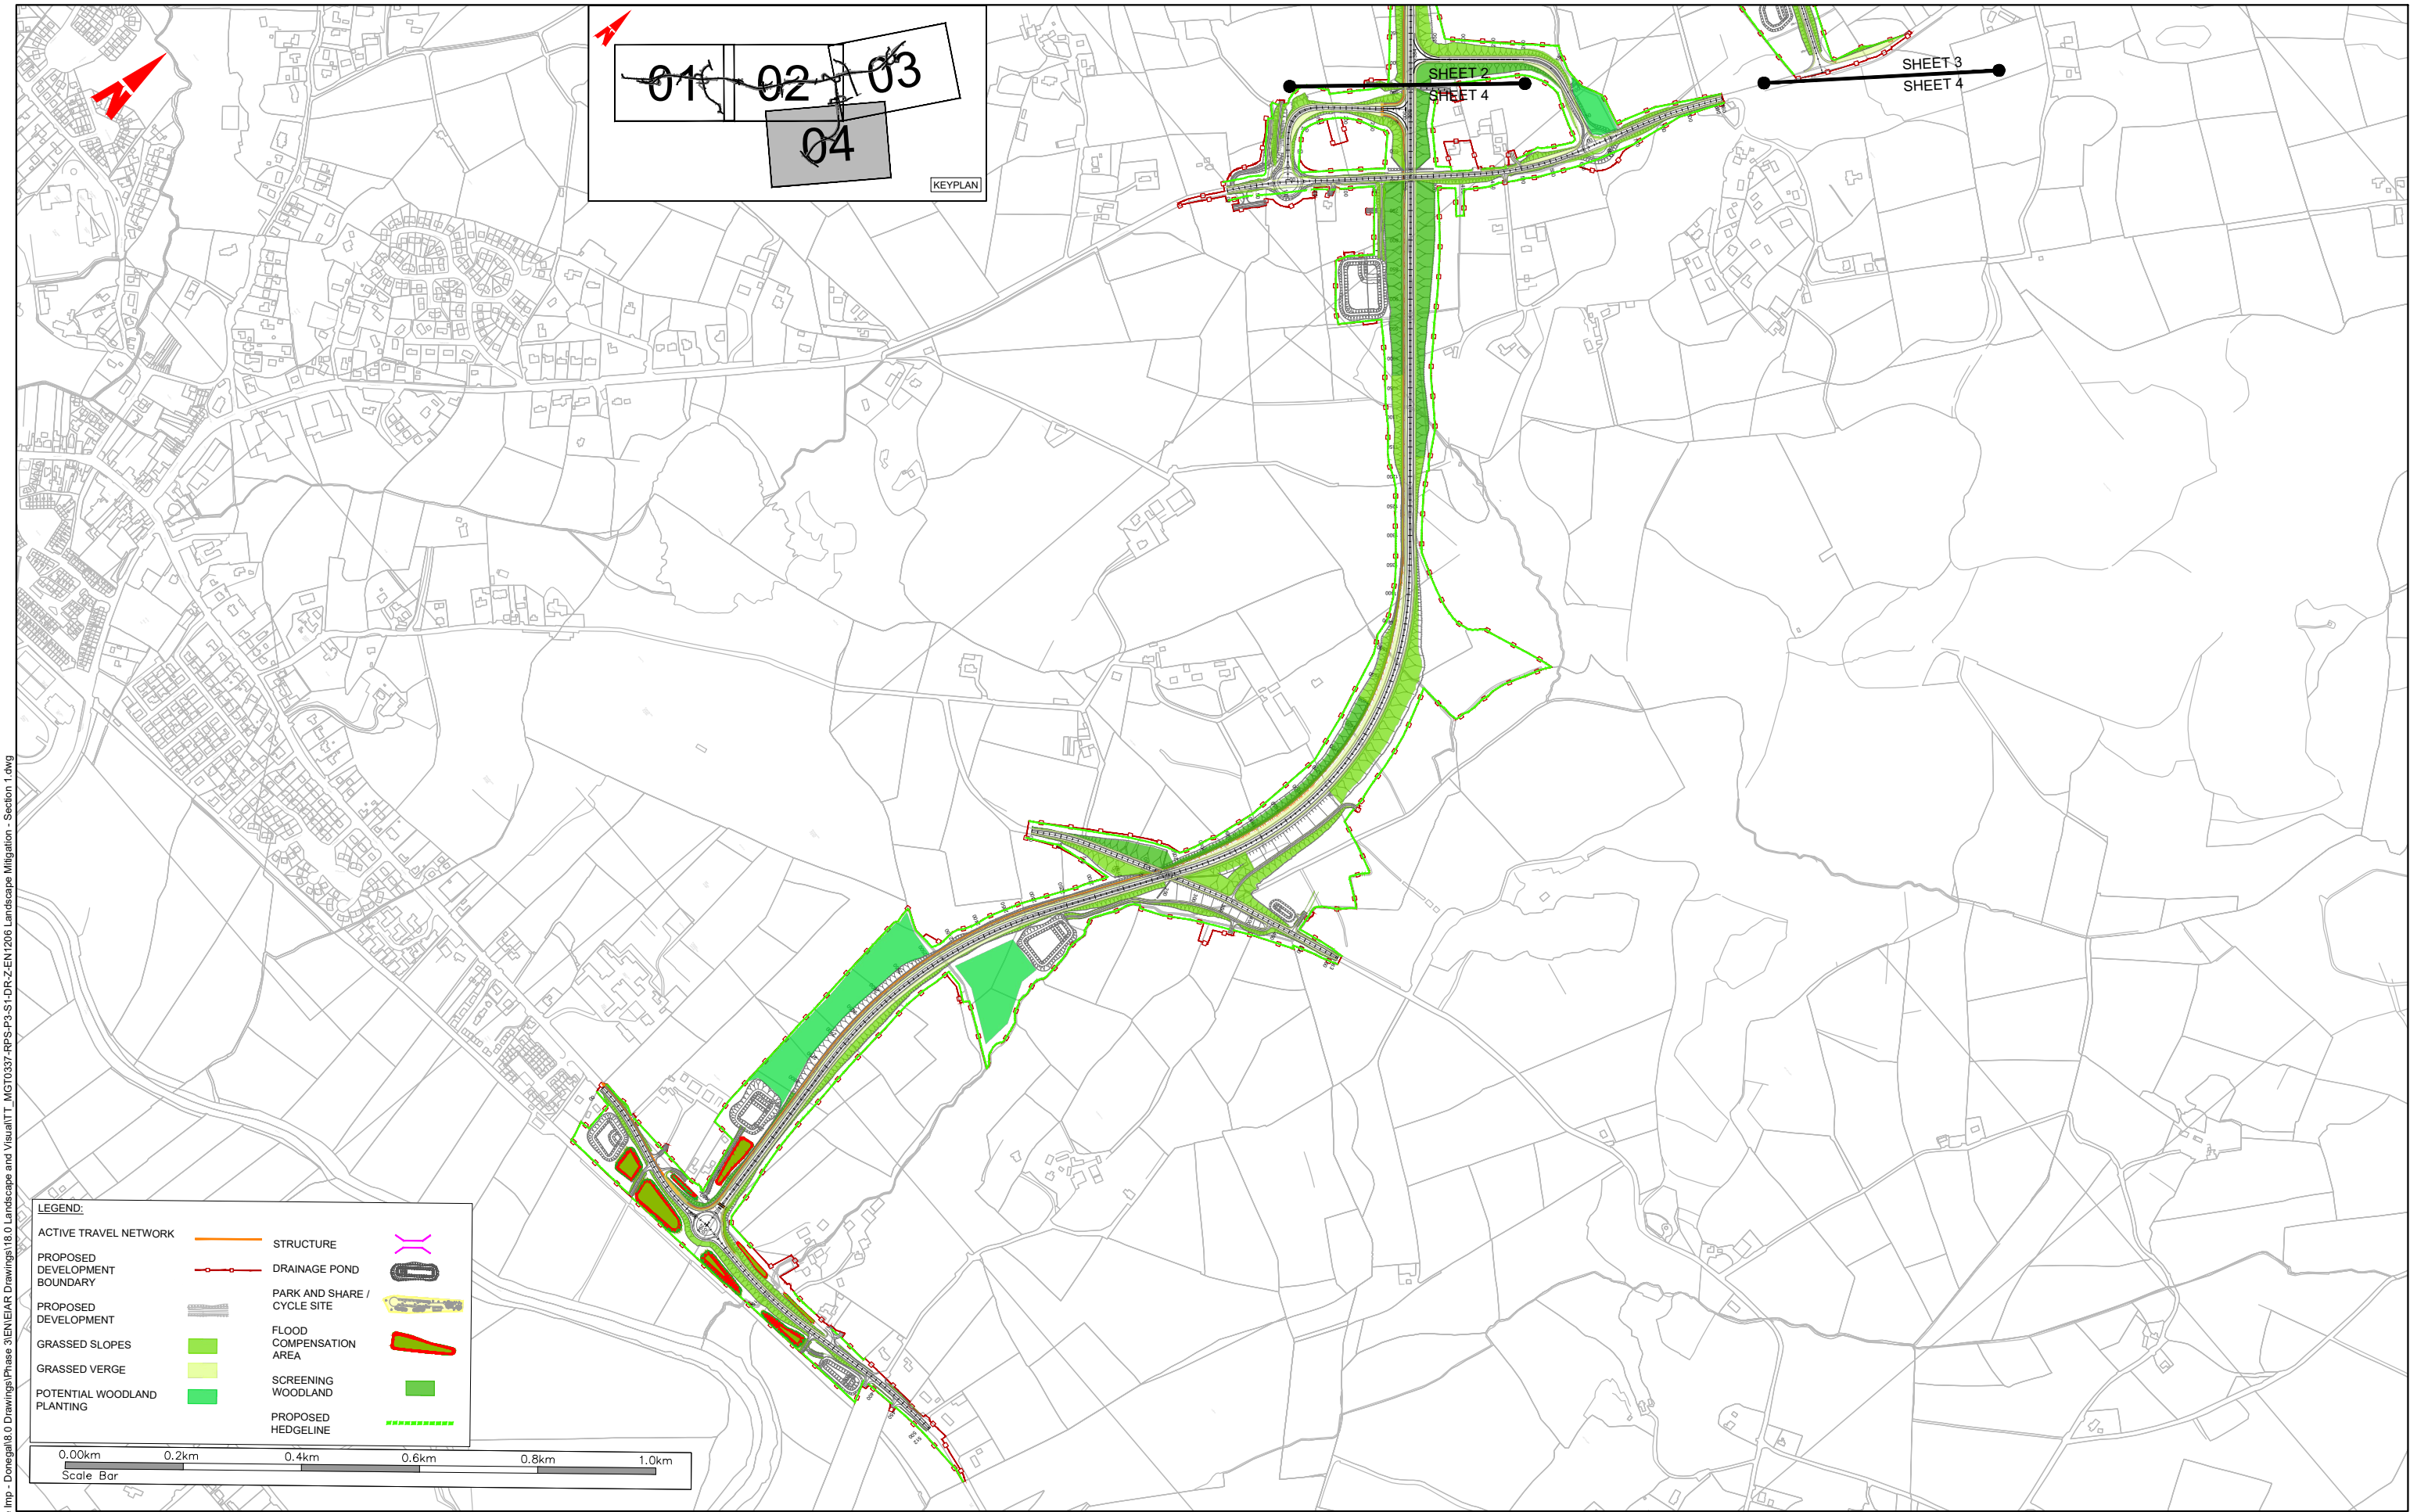 N
N
01
02
03
04
KEYPLAN
SHEET 2
SHEET 4
SHEET 3
SHEET 4
LEGEND:
ACTIVE TRAVEL NETWORK
PROPOSED
DEVELOPMENT
BOUNDARY
PROPOSED
DEVELOPMENT
GRASSED SLOPES
GRASSED VERGE
POTENTIAL WOODLAND
PLANTING
STRUCTURE
DRAINAGE POND
PARK AND SHARE /
CYCLE SITE
FLOOD
COMPENSATION
AREA
SCREENING
WOODLAND
PROPOSED
HEDGELINE
0.00km 0.2km 0.4km 0.6km 0.8km 1.0km
Scale Bar
Imp - Donegal\8.0 Drawings\Phase 3\EN\EIAR Drawings\18.0 Landscape and Visual\TT_MGT0337-RPS-P3-S1-DR-Z-EN1206 Landscape Mitigation - Section 1.dwg